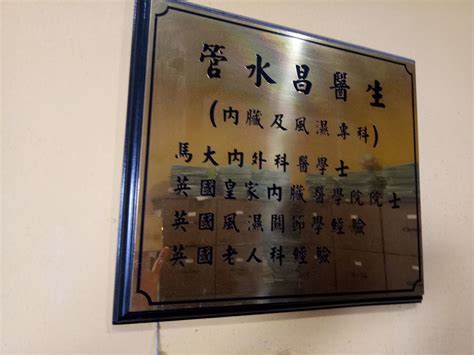 管水昌醫生
(內臟及風濕專科)
馬大內外科醫學士
英國皇家內臟醫學院院士
英國風濕關節學經驗
英國老人科經驗